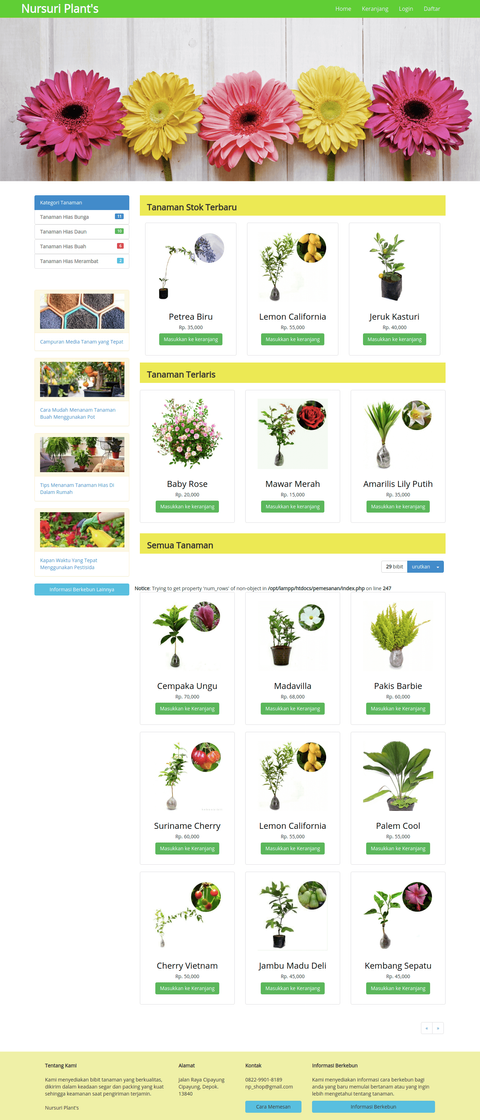 Nursuri Plant's
Home Keranjang Login Daftar
Kategori Tanaman
Tanaman Hias Bunga 11
Tanaman Hias Daun 10
Tanaman Hias Buah 6
Tanaman Hias Merambat 2
Campuran Media Tanam yang Tepat
Cara Mudah Menanam Tanaman
Buah Menggunakan Pot
Tips Menanam Tanaman Hias Di
Dalam Rumah
Kapan Waktu Yang Tepat
Menggunakan Pestisida
Informasi Berkebun Lainnya
Tanaman Stok Terbaru
Petrea Biru
Rp. 35,000
Masukkan ke keranjang
Lemon California
Rp. 55,000
Masukkan ke keranjang
Jeruk Kasturi
Rp. 40,000
Masukkan ke keranjang
Tanaman Terlaris
Baby Rose
Rp. 20,000
Masukkan ke keranjang
Mawar Merah
Rp. 15,000
Masukkan ke keranjang
Amarilis Lily Putih
Rp. 35,000
Masukkan ke keranjang
Semua Tanaman
29 bibit urutkan
Notice: Trying to get property 'num_rows' of non-object in /opt/lampp/htdocs/pemesanan/index.php on line 247
Cempaka Ungu
Rp. 70,000
Masukkan ke Keranjang
Madavilla
Rp. 68,000
Masukkan ke Keranjang
Pakis Barbie
Rp. 60,000
Masukkan ke Keranjang
Suriname Cherry
Rp. 60,000
Masukkan ke Keranjang
Lemon California
Rp. 55,000
Masukkan ke Keranjang
Palem Cool
Rp. 55,000
Masukkan ke Keranjang
Cherry Vietnam
Rp. 50,000
Masukkan ke Keranjang
Jambu Madu Deli
Rp. 45,000
Masukkan ke Keranjang
Kembang Sepatu
Rp. 45,000
Masukkan ke Keranjang
« »
Tentang Kami
Kami menyediakan bibit tanaman yang berkualitas,
dikirim dalam keadaan segar dan packing yang kuat
sehingga keamanan saat pengiriman terjamin.
Nursuri Plant's
Alamat
Jalan Raya Cipayung
Cipayung, Depok.
13840
Kontak
0822-9901-8189
np_shop@gmail.com
Cara Memesan
Informasi Berkebun
Kami menyediakan informasi cara berkebun bagi
anda yang baru memulai bertanam atau yang ingin
lebih mengetahui tentang tanaman.
Informasi Berkebun